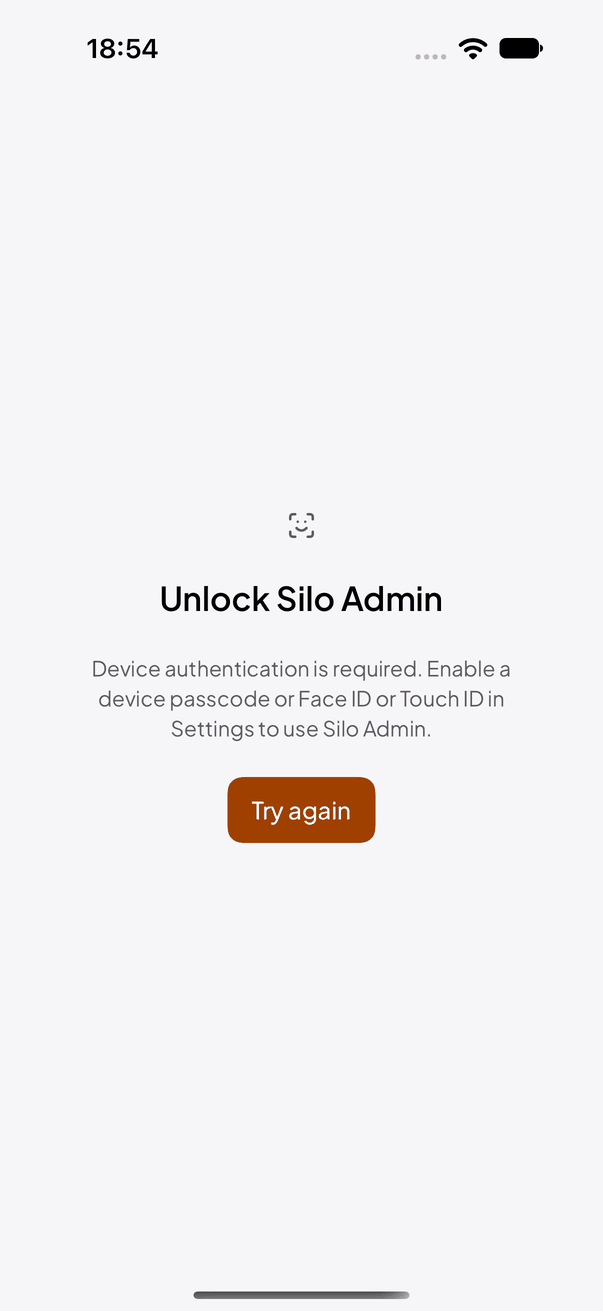 18:54
Unlock Silo Admin
Device authentication is required. Enable a
device passcode or Face ID or Touch ID in
Settings to use Silo Admin.
Try again